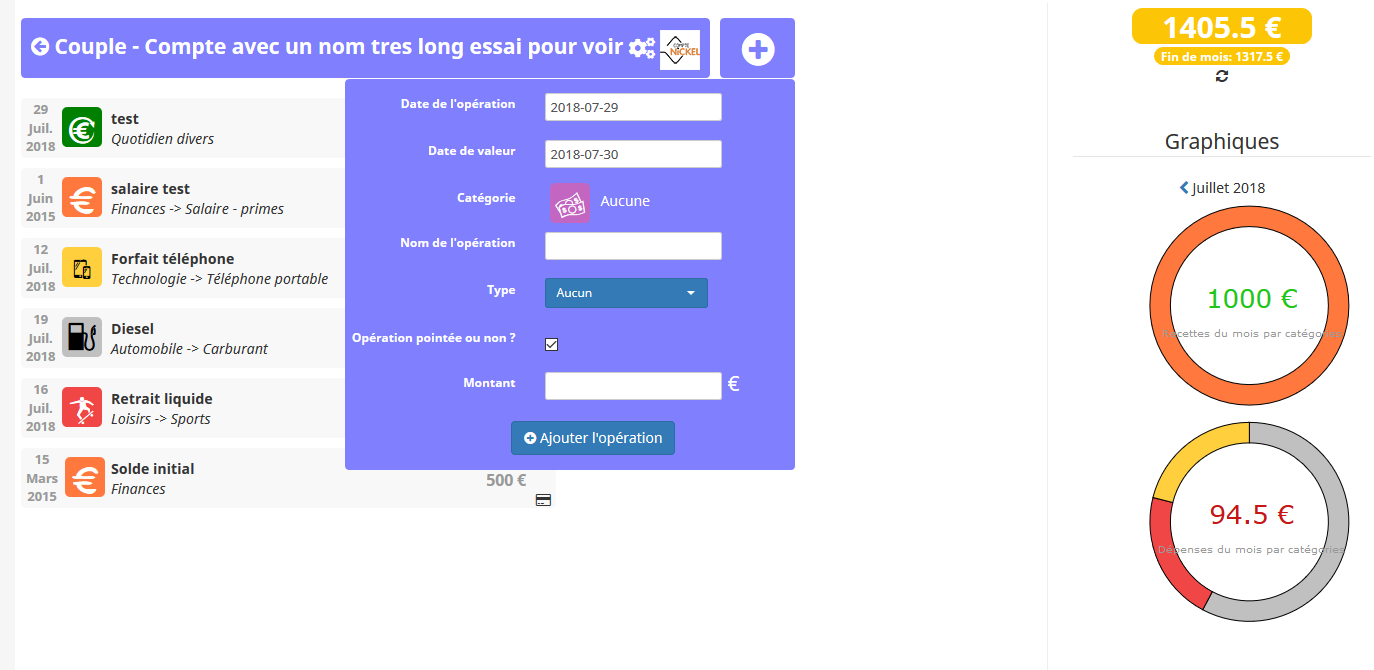 Couple - Compte avec un nom tres long essai pour voir
COMPTE
NiCKEL
29
Juil.
2018
test
Quotidien divers
1
Juin
2015
salaire test
Finances -> Salaire - primes
12
Juil.
2018
Forfait téléphone
Technologie -> Téléphone portable
19
Juil.
2018
Diesel
Automobile -> Carburant
16
Juil.
2018
Retrait liquide
Loisirs -> Sports
15
Mars
2015
Solde initial
Finances
500 €
Date de l'opération
2018-07-29
Date de valeur
2018-07-30
Catégorie
Aucune
Nom de l'opération
Type
Aucun
Opération pointée ou non ?
Montant
€
Ajouter l'opération
1405.5 €
Fin de mois: 1317.5 €
Graphiques
Juillet 2018
1000 €
Recettes du mois par catégories
94.5 €
Dépenses du mois par catégories